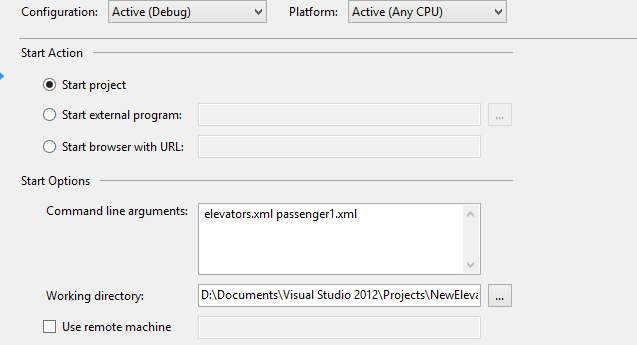 Configuration: Active (Debug) Platform: Active (Any CPU)
Start Action
Start project
Start external program: ...
Start browser with URL:
Start Options
Command line arguments: elevators.xml passenger1.xml
Working directory: D:\Documents\Visual Studio 2012\Projects\NewEleva ...
Use remote machine